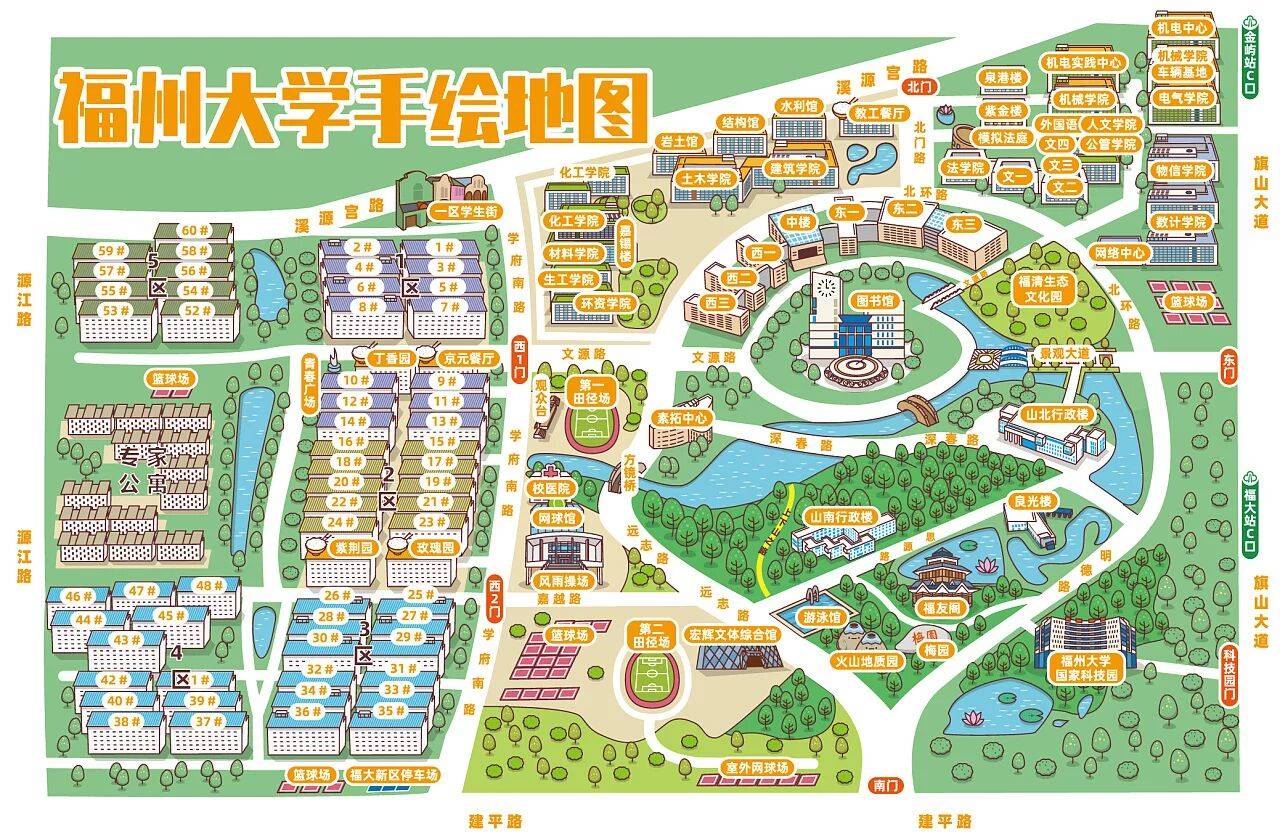 福州大学手绘地图
机电中心
金屿站C口
机械学院
车辆基地
机电实践中心
泉港楼
电气学院
机械学院
紫金楼
溪源宫路
北门
水利馆
教工餐厅
结构馆
岩土馆
北门路
外国语
人文学院
模拟法庭
文四
公管学院
土木学院
建筑学院
法学院
文一
文三
文二
物信学院
旗山大道
化工学院
北环路
一区学生街
溪源宫路
化工学院
嘉锡楼
材料学院
生工学院
环资学院
中楼
东一
东二
东三
西一
西二
西三
数计学院
网络中心
60 #
59 #
58 #
57 #
56 #
55 #
54 #
53 #
52 #
5
区
2 #
1 #
4 #
3 #
6 #
5 #
8 #
7 #
1
区
学府南路
源江路
图书馆
福清生态
文化园
北环路
篮球场
文源路
文源路
景观大道
东门
西1门
丁香园
京元餐厅
青春广场
篮球场
10 #
9 #
12 #
11 #
14 #
13 #
16 #
15 #
18 #
17 #
20 #
19 #
22 #
21 #
24 #
23 #
2
区
紫荆园
玫瑰园
专家
公寓
观众台
第一
田径场
素拓中心
山北行政楼
深春路
深春路
方镜桥
学府南路
校医院
网球馆
风雨操场
嘉越路
远志路
远志路
山南行政楼
良光楼
福大站C口
思源路
明德路
福友阁
游泳馆
火山地质园
梅园
梅园
源江路
旗山大道
西2门
26 #
25 #
28 #
27 #
30 #
29 #
32 #
31 #
34 #
33 #
36 #
35 #
3
区
48 #
47 #
46 #
45 #
44 #
43 #
42 #
1 #
40 #
39 #
38 #
37 #
4
区
学府南路
篮球场
第二
田径场
宏辉文体综合馆
福州大学
国家科技园
科技园门
篮球场
福大新区停车场
室外网球场
南门
建平路
建平路